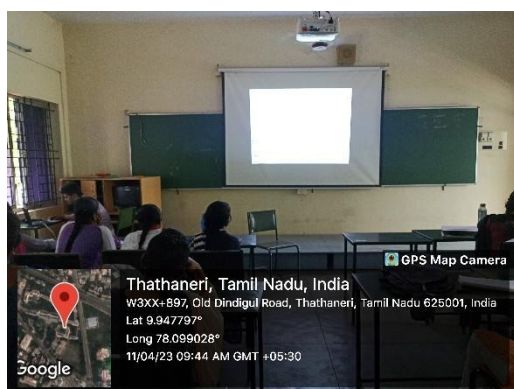 GPS Map Camera
Thathaneri, Tamil Nadu, India
W3XX+897, Old Dindigul Road, Thathaneri, Tamil Nadu 625001, India
Lat 9.947797°
Long 78.099028°
11/04/23 09:44 AM GMT +05:30
Google